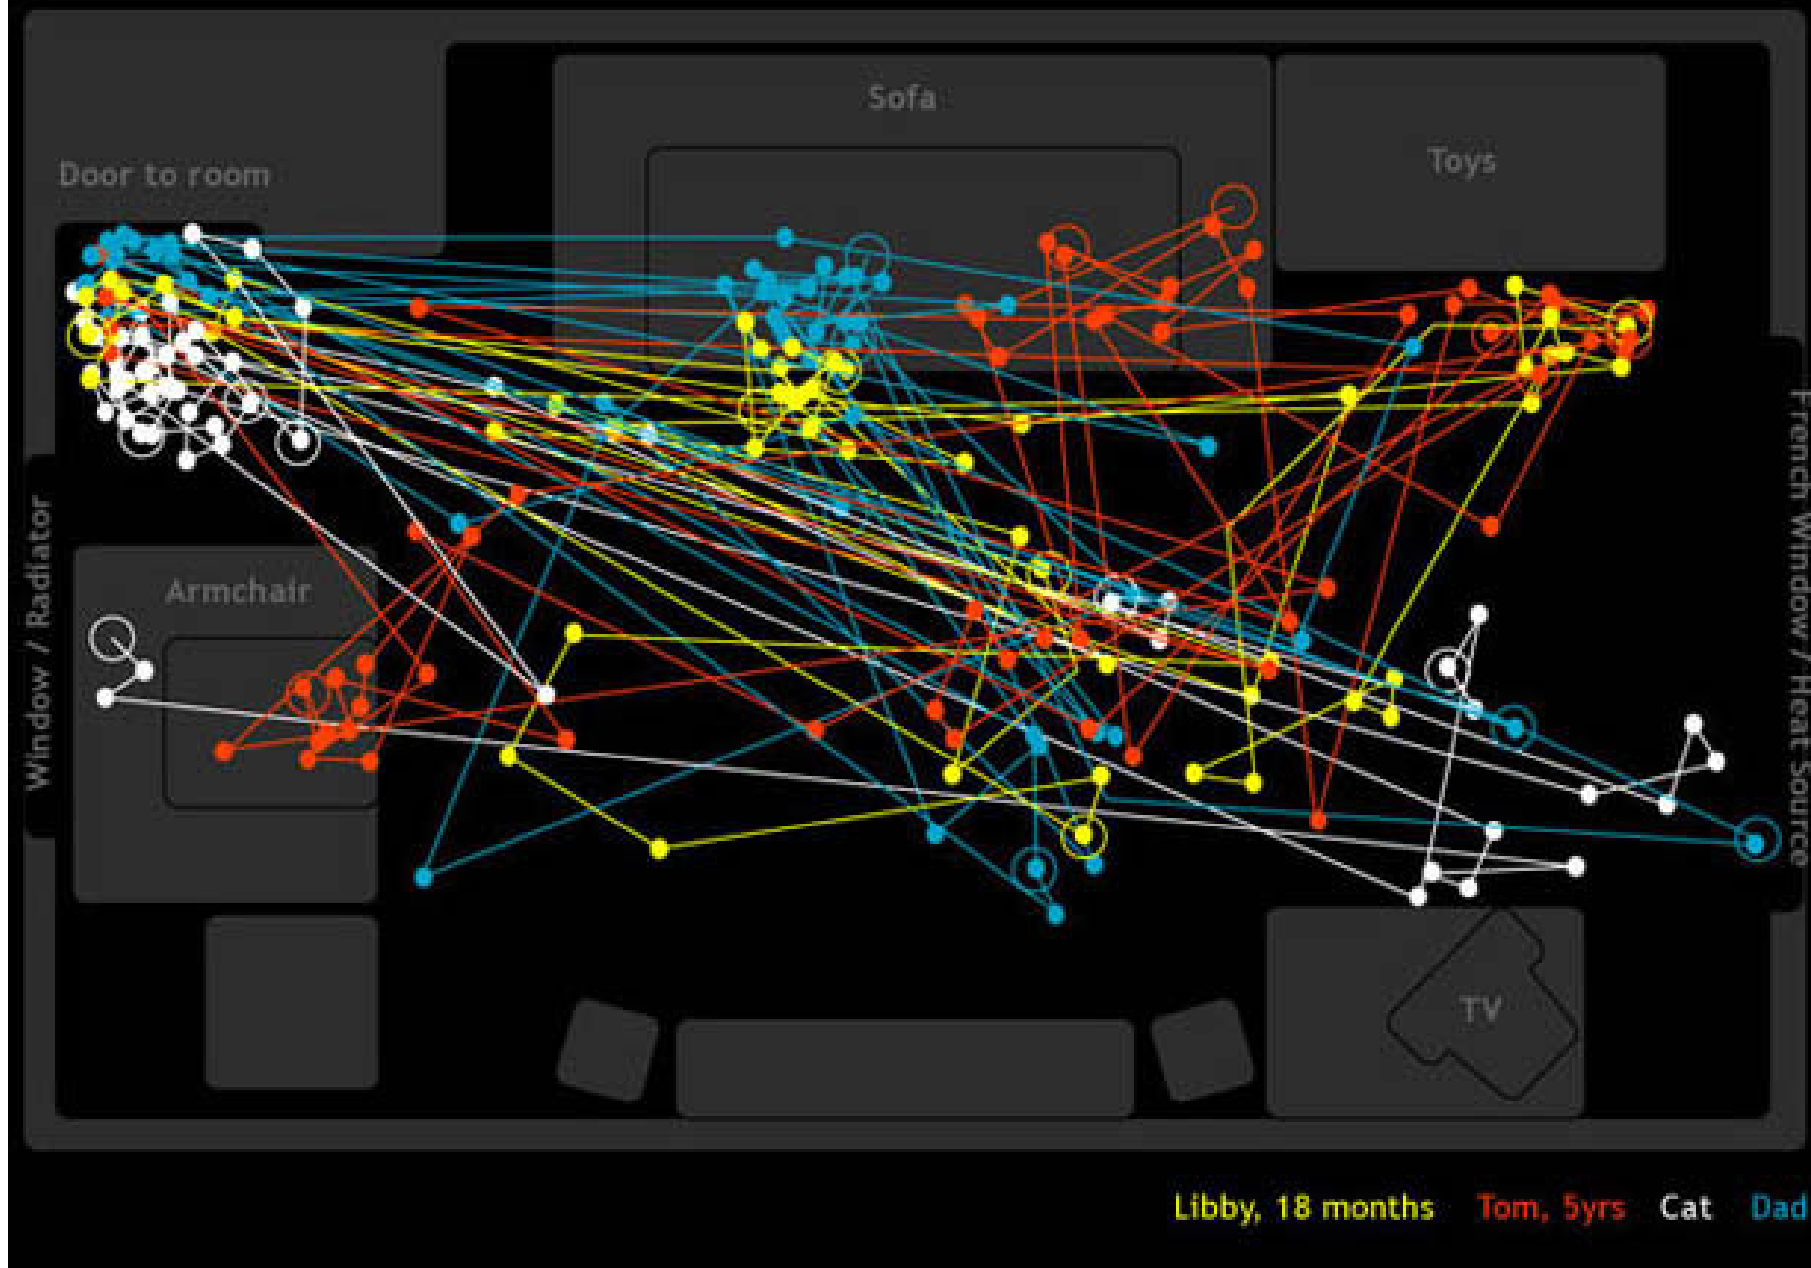 Sofa
Toys
Door to room
Window / Radiator
Armchair
French Window / Heat Source
TV
Libby, 18 months Tom, 5yrs Cat Dad